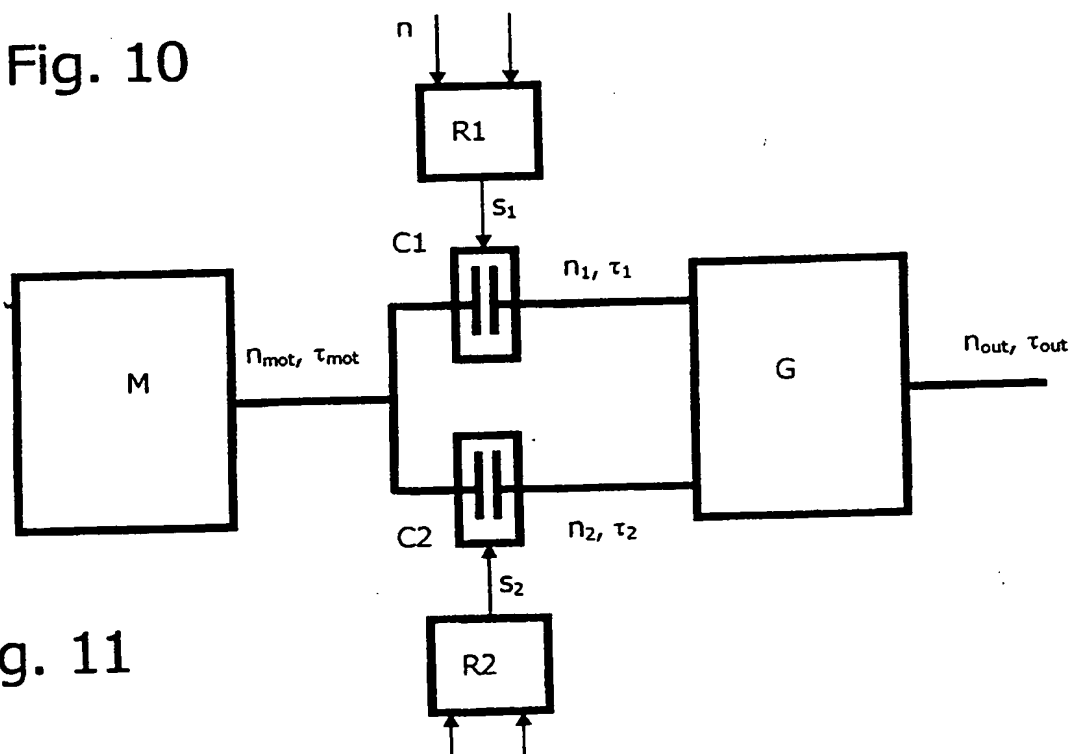 Fig. 10
n
R1
s₁
C1
n₁, τ₁
n_mot, τ_mot
M
G
n_out, τ_out
C2
n₂, τ₂
s₂
R2
g. 11